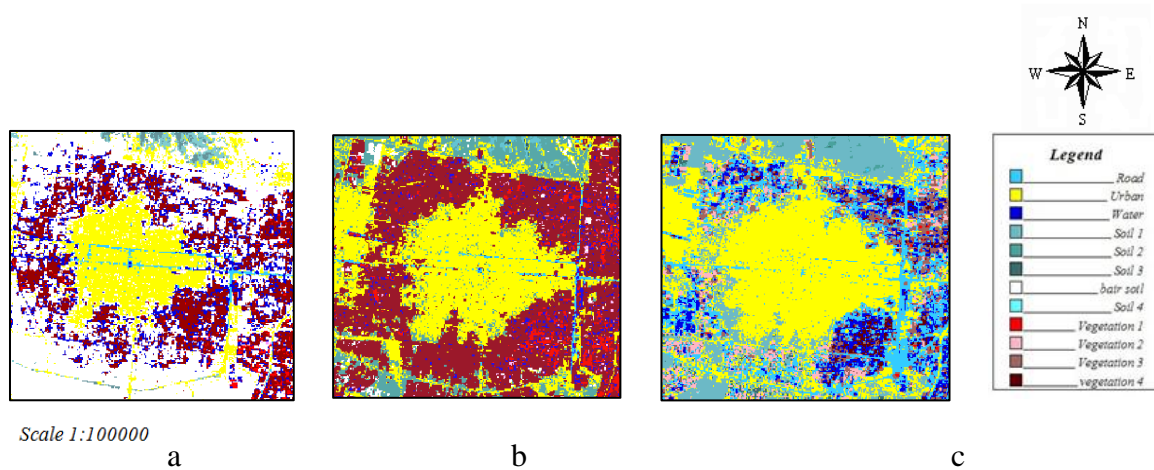 N
W E
S
Legend
Road
Urban
Water
Soil 1
Soil 2
Soil 3
bair soil
Soil 4
Vegetation 1
Vegetation 2
Vegetation 3
vegetation 4
Scale 1:100000
a b c